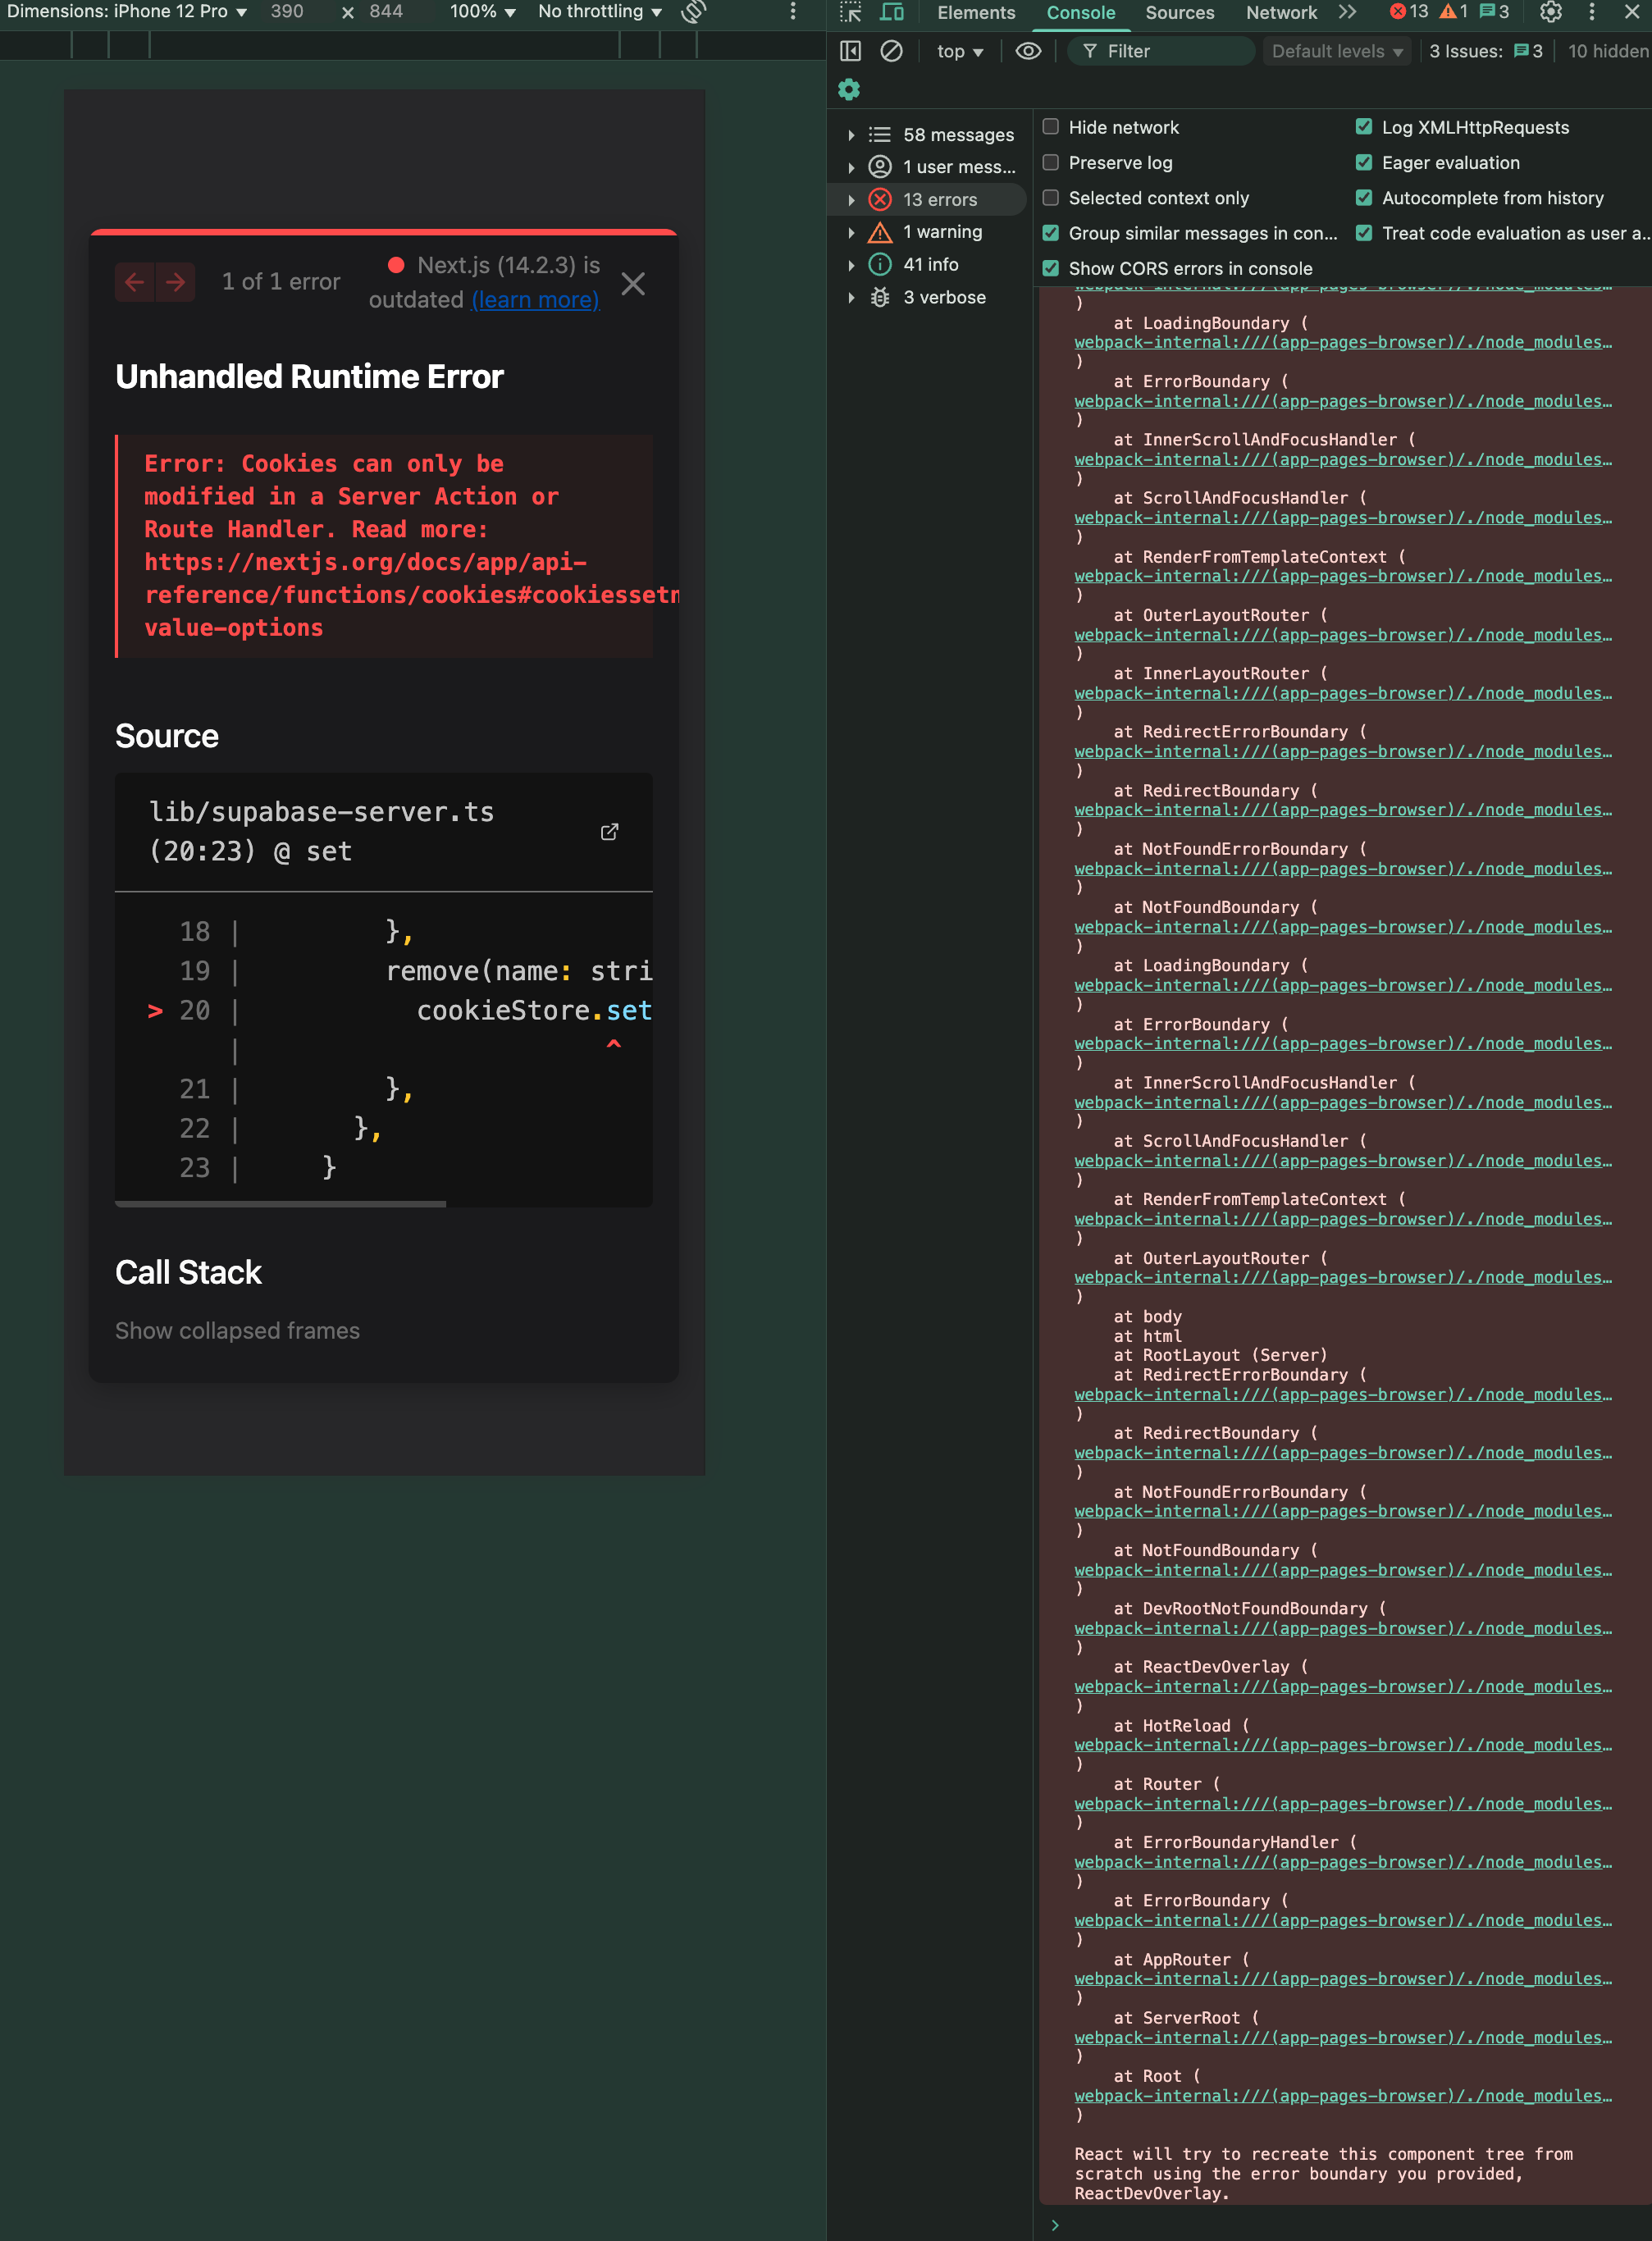 Dimensions: iPhone 12 Pro ▼ 390 × 844 100% ▼ No throttling ▼
1 of 1 error
Next.js (14.2.3) is
outdated (learn more)
Unhandled Runtime Error
Error: Cookies can only be
modified in a Server Action or
Route Handler. Read more:
https://nextjs.org/docs/app/api-
reference/functions/cookies#cookiessetn
value-options
Source
lib/supabase-server.ts
(20:23) @ set
18 | },
19 | remove(name: stri
> 20 | cookieStore.set
| ^
21 | },
22 | },
23 | }
Call Stack
Show collapsed frames
Elements Console Sources Network 13 1 3
top ▼ Filter Default levels ▼ 3 Issues: 3 10 hidden
58 messages
1 user mess...
13 errors
1 warning
41 info
3 verbose
Hide network Log XMLHttpRequests
Preserve log Eager evaluation
Selected context only Autocomplete from history
Group similar messages in con... Treat code evaluation as user a...
Show CORS errors in console
webpack-internal:///(app-pages-browser)/./node_modules…
)
at LoadingBoundary (
webpack-internal:///(app-pages-browser)/./node_modules…
)
at ErrorBoundary (
webpack-internal:///(app-pages-browser)/./node_modules…
)
at InnerScrollAndFocusHandler (
webpack-internal:///(app-pages-browser)/./node_modules…
)
at ScrollAndFocusHandler (
webpack-internal:///(app-pages-browser)/./node_modules…
)
at RenderFromTemplateContext (
webpack-internal:///(app-pages-browser)/./node_modules…
)
at OuterLayoutRouter (
webpack-internal:///(app-pages-browser)/./node_modules…
)
at InnerLayoutRouter (
webpack-internal:///(app-pages-browser)/./node_modules…
)
at RedirectErrorBoundary (
webpack-internal:///(app-pages-browser)/./node_modules…
)
at RedirectBoundary (
webpack-internal:///(app-pages-browser)/./node_modules…
)
at NotFoundErrorBoundary (
webpack-internal:///(app-pages-browser)/./node_modules…
)
at NotFoundBoundary (
webpack-internal:///(app-pages-browser)/./node_modules…
)
at LoadingBoundary (
webpack-internal:///(app-pages-browser)/./node_modules…
)
at ErrorBoundary (
webpack-internal:///(app-pages-browser)/./node_modules…
)
at InnerScrollAndFocusHandler (
webpack-internal:///(app-pages-browser)/./node_modules…
)
at ScrollAndFocusHandler (
webpack-internal:///(app-pages-browser)/./node_modules…
)
at RenderFromTemplateContext (
webpack-internal:///(app-pages-browser)/./node_modules…
)
at OuterLayoutRouter (
webpack-internal:///(app-pages-browser)/./node_modules…
)
at body
at html
at RootLayout (Server)
at RedirectErrorBoundary (
webpack-internal:///(app-pages-browser)/./node_modules…
)
at RedirectBoundary (
webpack-internal:///(app-pages-browser)/./node_modules…
)
at NotFoundErrorBoundary (
webpack-internal:///(app-pages-browser)/./node_modules…
)
at NotFoundBoundary (
webpack-internal:///(app-pages-browser)/./node_modules…
)
at DevRootNotFoundBoundary (
webpack-internal:///(app-pages-browser)/./node_modules…
)
at ReactDevOverlay (
webpack-internal:///(app-pages-browser)/./node_modules…
)
at HotReload (
webpack-internal:///(app-pages-browser)/./node_modules…
)
at Router (
webpack-internal:///(app-pages-browser)/./node_modules…
)
at ErrorBoundaryHandler (
webpack-internal:///(app-pages-browser)/./node_modules…
)
at ErrorBoundary (
webpack-internal:///(app-pages-browser)/./node_modules…
)
at AppRouter (
webpack-internal:///(app-pages-browser)/./node_modules…
)
at ServerRoot (
webpack-internal:///(app-pages-browser)/./node_modules…
)
at Root (
webpack-internal:///(app-pages-browser)/./node_modules…
)
React will try to recreate this component tree from
scratch using the error boundary you provided,
ReactDevOverlay.